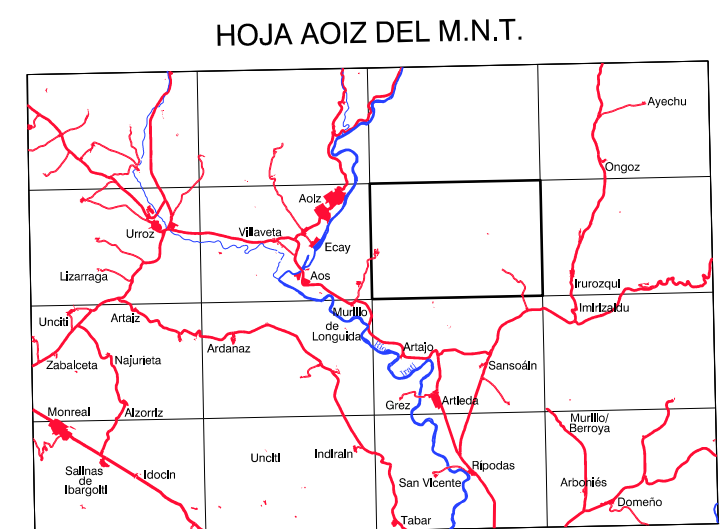 HOJA AOIZ DEL M.N.T.
Ayechu
Ongoz
Aoiz
Urroz
Villaveta
Ecay
Lizarraga
Aos
Irurozqui
Imirizaldu
Unciti
Artaiz
Murillo
de
Longuida
Ardanaz
Río
Irati
Artajo
Zabalceta
Najurieta
Sansoáin
Monreal
Alzorriz
Grez
Artieda
Murillo/
Berroya
Salinas
de
Ibargoiti
Idocin
Unciti
Indirain
San Vicente
Ripodas
Arboniés
Domeño
Tabar